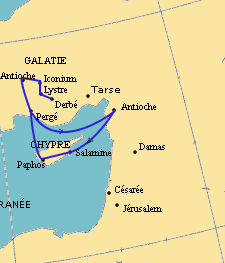 GALATIE
Antioche
Iconium
Lystre
Derbé
Tarse
Antioche
Pergé
CHYPRE
Salamine
Damas
Paphos
Césarée
RANÉE
Jérusalem